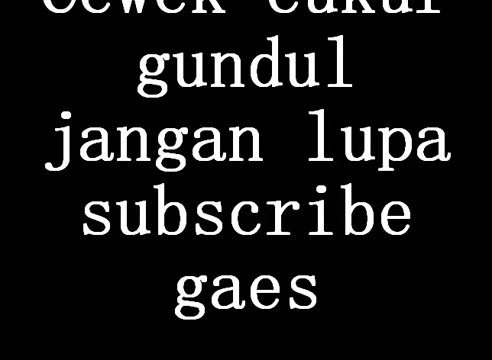 Cewek cukur
gundul
jangan lupa
subscribe
gaes